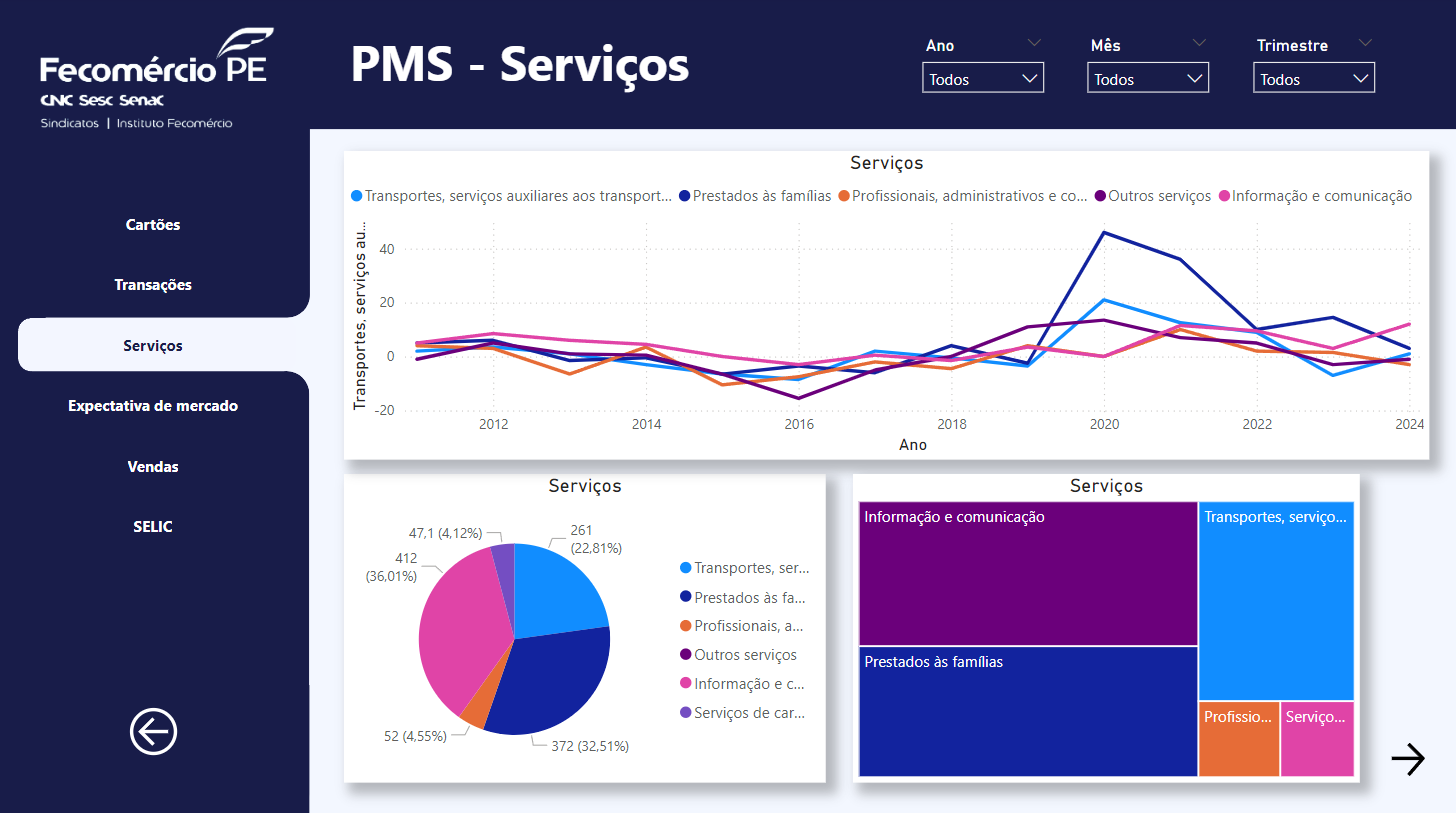 Fecomércio PE
CNC Sesc Senac
Sindicatos | Instituto Fecomércio
PMS - Serviços
Ano
Todos
Mês
Todos
Trimestre
Todos
Cartões
Transações
Serviços
Expectativa de mercado
Vendas
SELIC
Serviços
Transportes, serviços auxiliares aos transport...
Prestados às famílias
Profissionais, administrativos e co...
Outros serviços
Informação e comunicação
Transportes, serviços au...
40
20
0
-20
2012
2014
2016
2018
2020
2022
2024
Ano
Serviços
47,1 (4,12%)
261
(22,81%)
412
(36,01%)
52 (4,55%)
372 (32,51%)
Transportes, ser...
Prestados às fa...
Profissionais, a...
Outros serviços
Informação e c...
Serviços de car...
Serviços
Informação e comunicação
Transportes, serviço...
Prestados às famílias
Profissio...
Serviço...